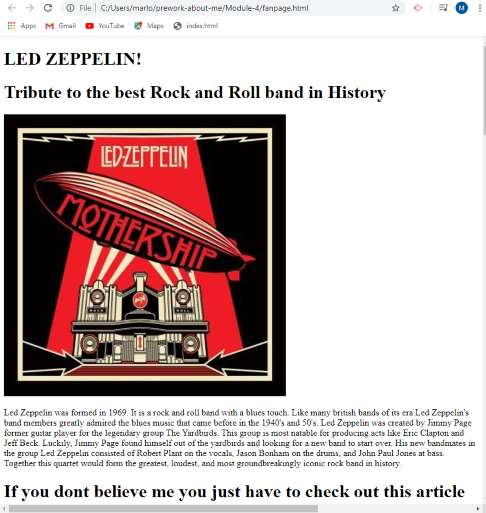 File | C:/Users/marlo/prework-about-me/Module-4/fanpage.html
M
Apps Gmail YouTube Maps index.html
LED ZEPPELIN!
Tribute to the best Rock and Roll band in History
LED-ZEPPELIN
MOTHERSHIP
ROCK ROLL
Led Zeppelin was formed in 1969. It is a rock and roll band with a blues touch. Like many british bands of its era Led Zeppelin's
band members greatly admired the blues music that came before in the 1940's and 50's. Led Zeppelin was created by Jimmy Page
former guitar player for the legendary group The Yardbirds. This group is most natable for producing acts like Eric Clapton and
Jeff Beck. Luckily, Jimmy Page found himself out of the yardbirds and looking for a new band to start over. His new bandmates in
the group Led Zeppelin consisted of Robert Plant on the vocals, Jason Bonham on the drums, and John Paul Jones at bass.
Together this quartet would form the greatest, loudest, and most groundbreakingly iconic rock band in history.
If you dont believe me you just have to check out this article